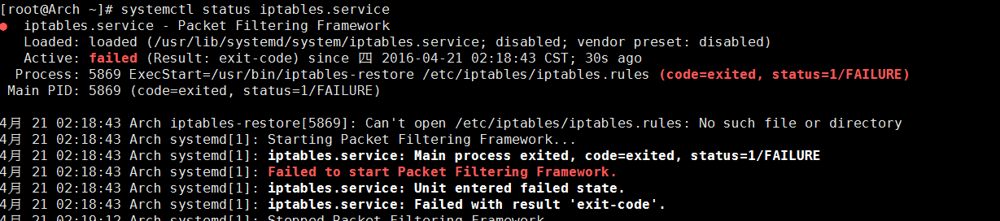 [root@Arch ~]# systemctl status iptables.service
● iptables.service - Packet Filtering Framework
Loaded: loaded (/usr/lib/systemd/system/iptables.service; disabled; vendor preset: disabled)
Active: failed (Result: exit-code) since 四 2016-04-21 02:18:43 CST; 30s ago
Process: 5869 ExecStart=/usr/bin/iptables-restore /etc/iptables/iptables.rules (code=exited, status=1/FAILURE)
Main PID: 5869 (code=exited, status=1/FAILURE)
4月 21 02:18:43 Arch iptables-restore[5869]: Can't open /etc/iptables/iptables.rules: No such file or directory
4月 21 02:18:43 Arch systemd[1]: Starting Packet Filtering Framework...
4月 21 02:18:43 Arch systemd[1]: iptables.service: Main process exited, code=exited, status=1/FAILURE
4月 21 02:18:43 Arch systemd[1]: Failed to start Packet Filtering Framework.
4月 21 02:18:43 Arch systemd[1]: iptables.service: Unit entered failed state.
4月 21 02:18:43 Arch systemd[1]: iptables.service: Failed with result 'exit-code'.
4月 21 02:19:12 Arch systemd[1]: Stopped Packet Filtering Framework